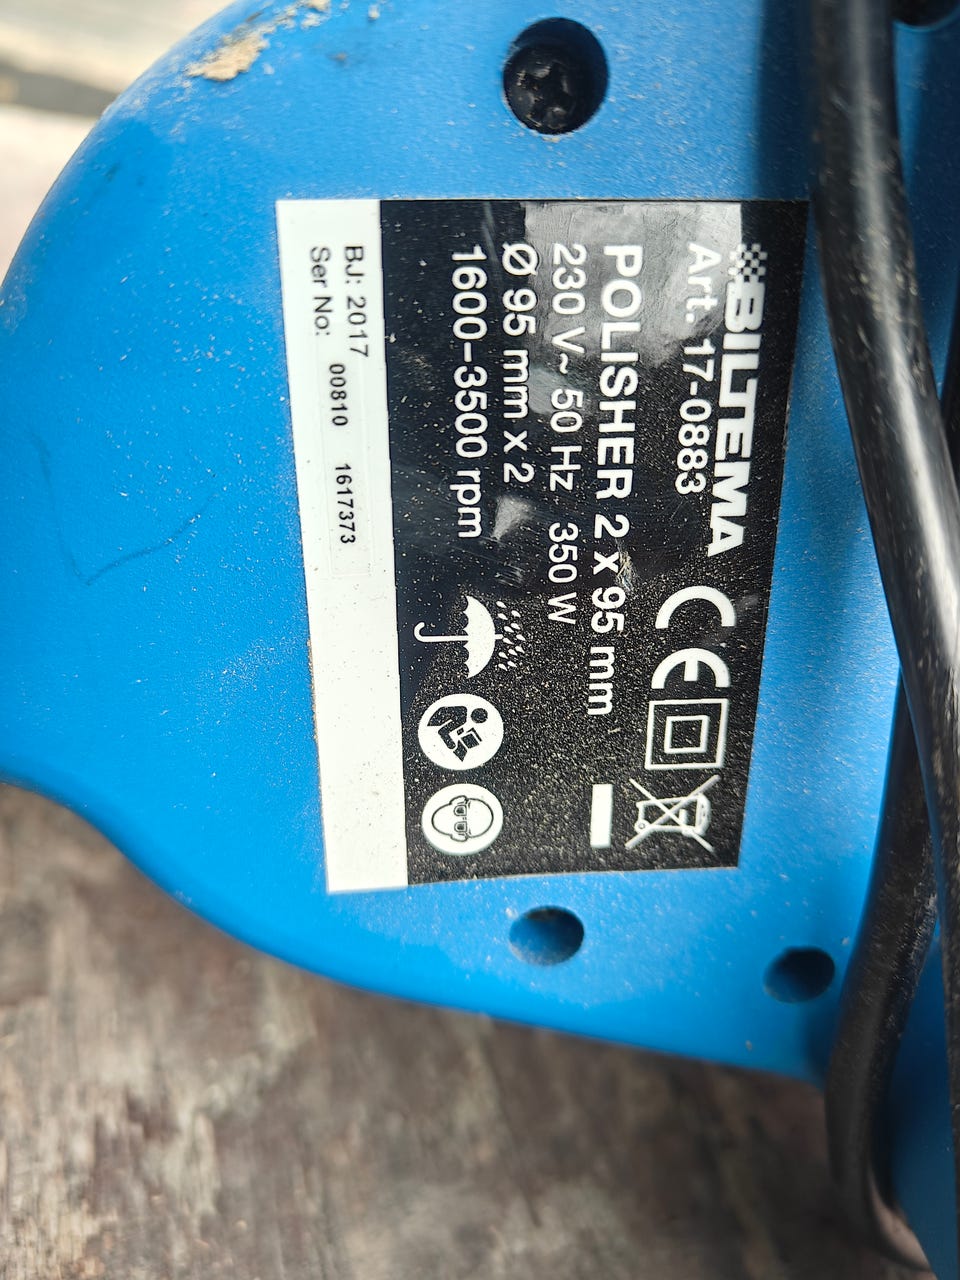 BILTEMA
Art. 17-0883
POLISHER 2 x 95 mm
230 V~ 50 Hz 350 W
Ø 95 mm x 2
1600–3500 rpm
BJ: 2017
Ser No: 00810 1617373
CE